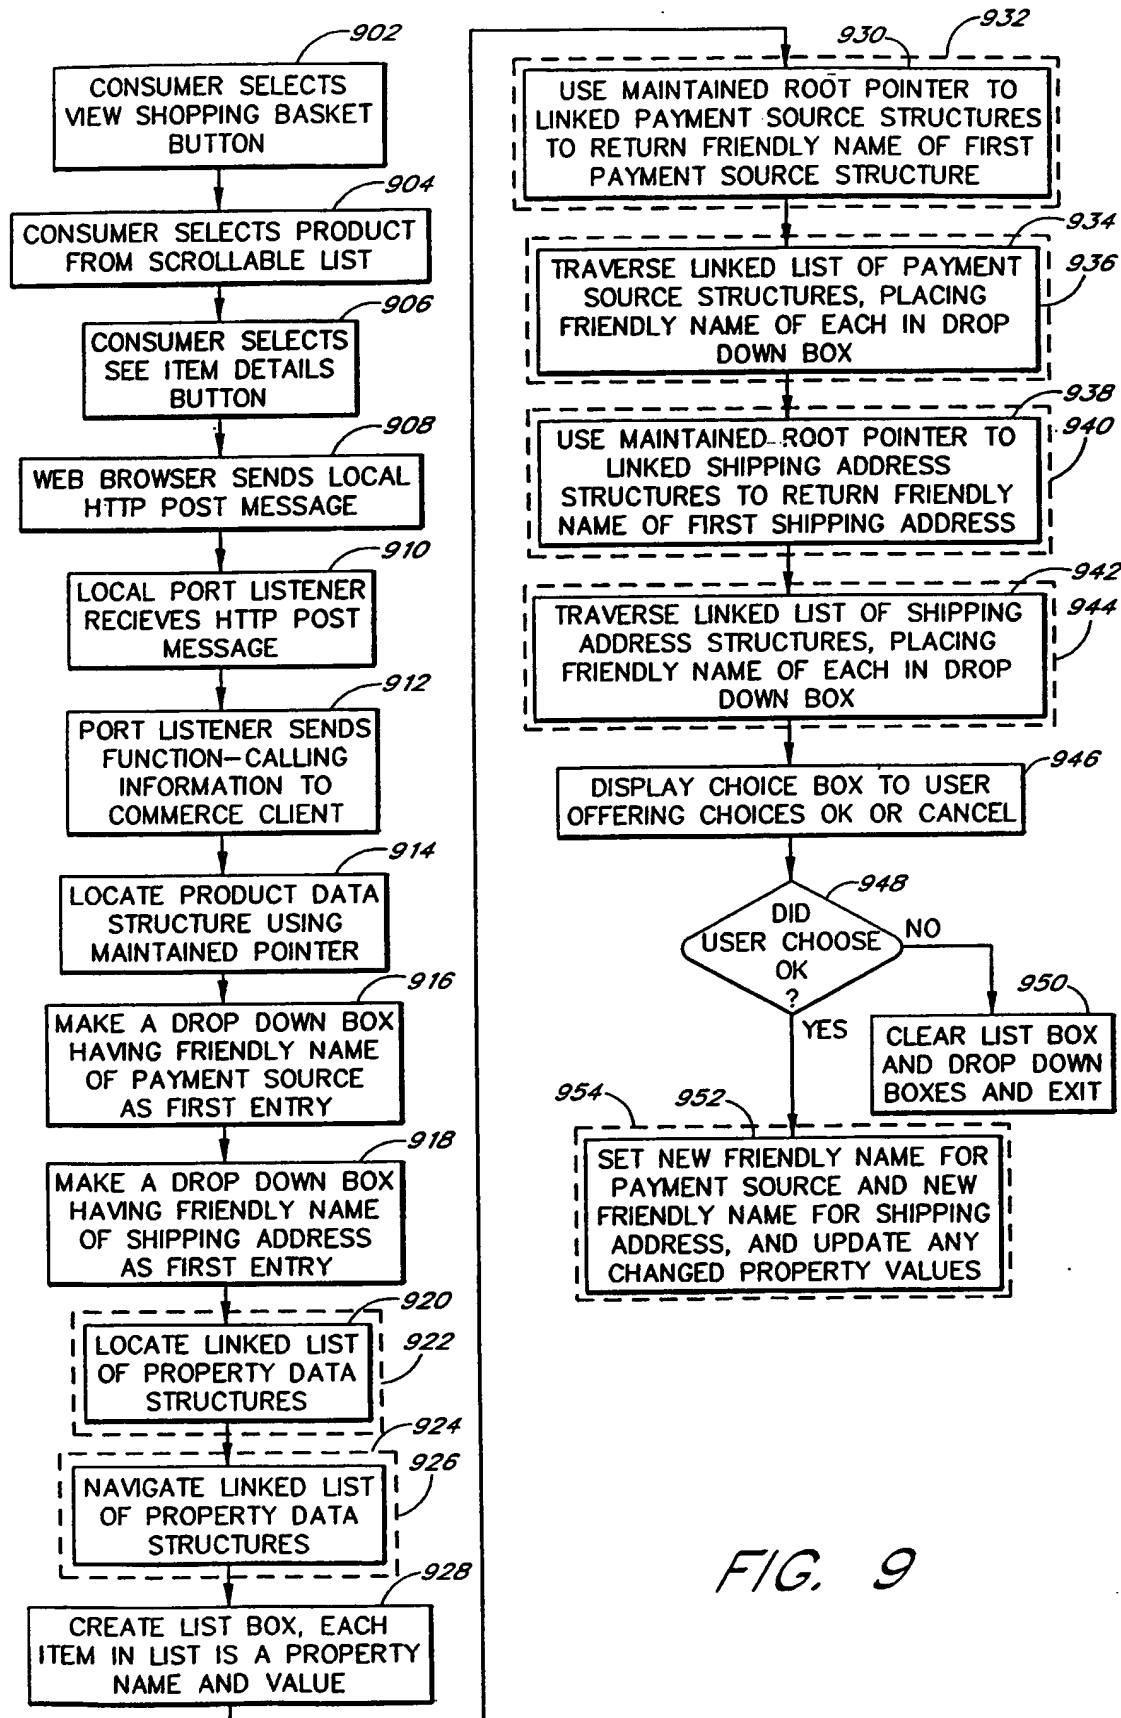 902
CONSUMER SELECTS
VIEW SHOPPING BASKET
BUTTON
904
CONSUMER SELECTS PRODUCT
FROM SCROLLABLE LIST
906
CONSUMER SELECTS
SEE ITEM DETAILS
BUTTON
908
WEB BROWSER SENDS LOCAL
HTTP POST MESSAGE
910
LOCAL PORT LISTENER
RECIEVES HTTP POST
MESSAGE
912
PORT LISTENER SENDS
FUNCTION-CALLING
INFORMATION TO
COMMERCE CLIENT
914
LOCATE PRODUCT DATA
STRUCTURE USING
MAINTAINED POINTER
916
MAKE A DROP DOWN BOX
HAVING FRIENDLY NAME
OF PAYMENT SOURCE
AS FIRST ENTRY
918
MAKE A DROP DOWN BOX
HAVING FRIENDLY NAME
OF SHIPPING ADDRESS
AS FIRST ENTRY
920
922
LOCATE LINKED LIST
OF PROPERTY DATA
STRUCTURES
924
926
NAVIGATE LINKED LIST
OF PROPERTY DATA
STRUCTURES
928
CREATE LIST BOX, EACH
ITEM IN LIST IS A PROPERTY
NAME AND VALUE
930
932
USE MAINTAINED ROOT POINTER TO
LINKED PAYMENT SOURCE STRUCTURES
TO RETURN FRIENDLY NAME OF FIRST
PAYMENT SOURCE STRUCTURE
934
936
TRAVERSE LINKED LIST OF PAYMENT
SOURCE STRUCTURES, PLACING
FRIENDLY NAME OF EACH IN DROP
DOWN BOX
938
940
USE MAINTAINED ROOT POINTER TO
LINKED SHIPPING ADDRESS
STRUCTURES TO RETURN FRIENDLY
NAME OF FIRST SHIPPING ADDRESS
942
944
TRAVERSE LINKED LIST OF SHIPPING
ADDRESS STRUCTURES, PLACING
FRIENDLY NAME OF EACH IN DROP
DOWN BOX
946
DISPLAY CHOICE BOX TO USER
OFFERING CHOICES OK OR CANCEL
948
DID
USER CHOOSE
OK
?
NO
YES
950
CLEAR LIST BOX
AND DROP DOWN
BOXES AND EXIT
954
952
SET NEW FRIENDLY NAME FOR
PAYMENT SOURCE AND NEW
FRIENDLY NAME FOR SHIPPING
ADDRESS, AND UPDATE ANY
CHANGED PROPERTY VALUES
FIG. 9